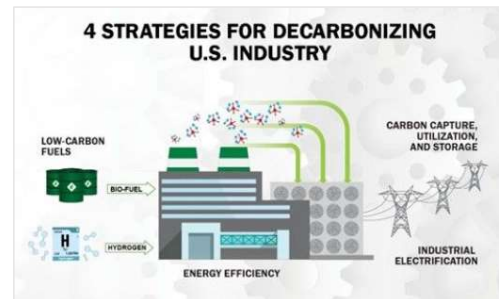 4 STRATEGIES FOR DECARBONIZING
U.S. INDUSTRY
LOW-CARBON
FUELS
BIO-FUEL
H
HYDROGEN
ENERGY EFFICIENCY
CARBON CAPTURE,
UTILIZATION,
AND STORAGE
INDUSTRIAL
ELECTRIFICATION